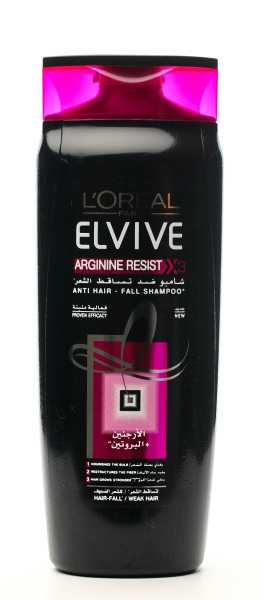 L'ORÉAL
PARIS
ELVIVE
ARGININE RESIST X3
شامبو ضد تساقط الشعر*
ANTI HAIR - FALL SHAMPOO*
فعالية مثبتة
PROVEN EFFICACY
NEW
الأرجنين
+البروتين*
1 NOURISHES THE BULB
2 RESTRUCTURES THE FIBER
3 HAIR GROWS STRONGER
تساقط الشعر* / الشعر الضعيف
HAIR-FALL* / WEAK HAIR